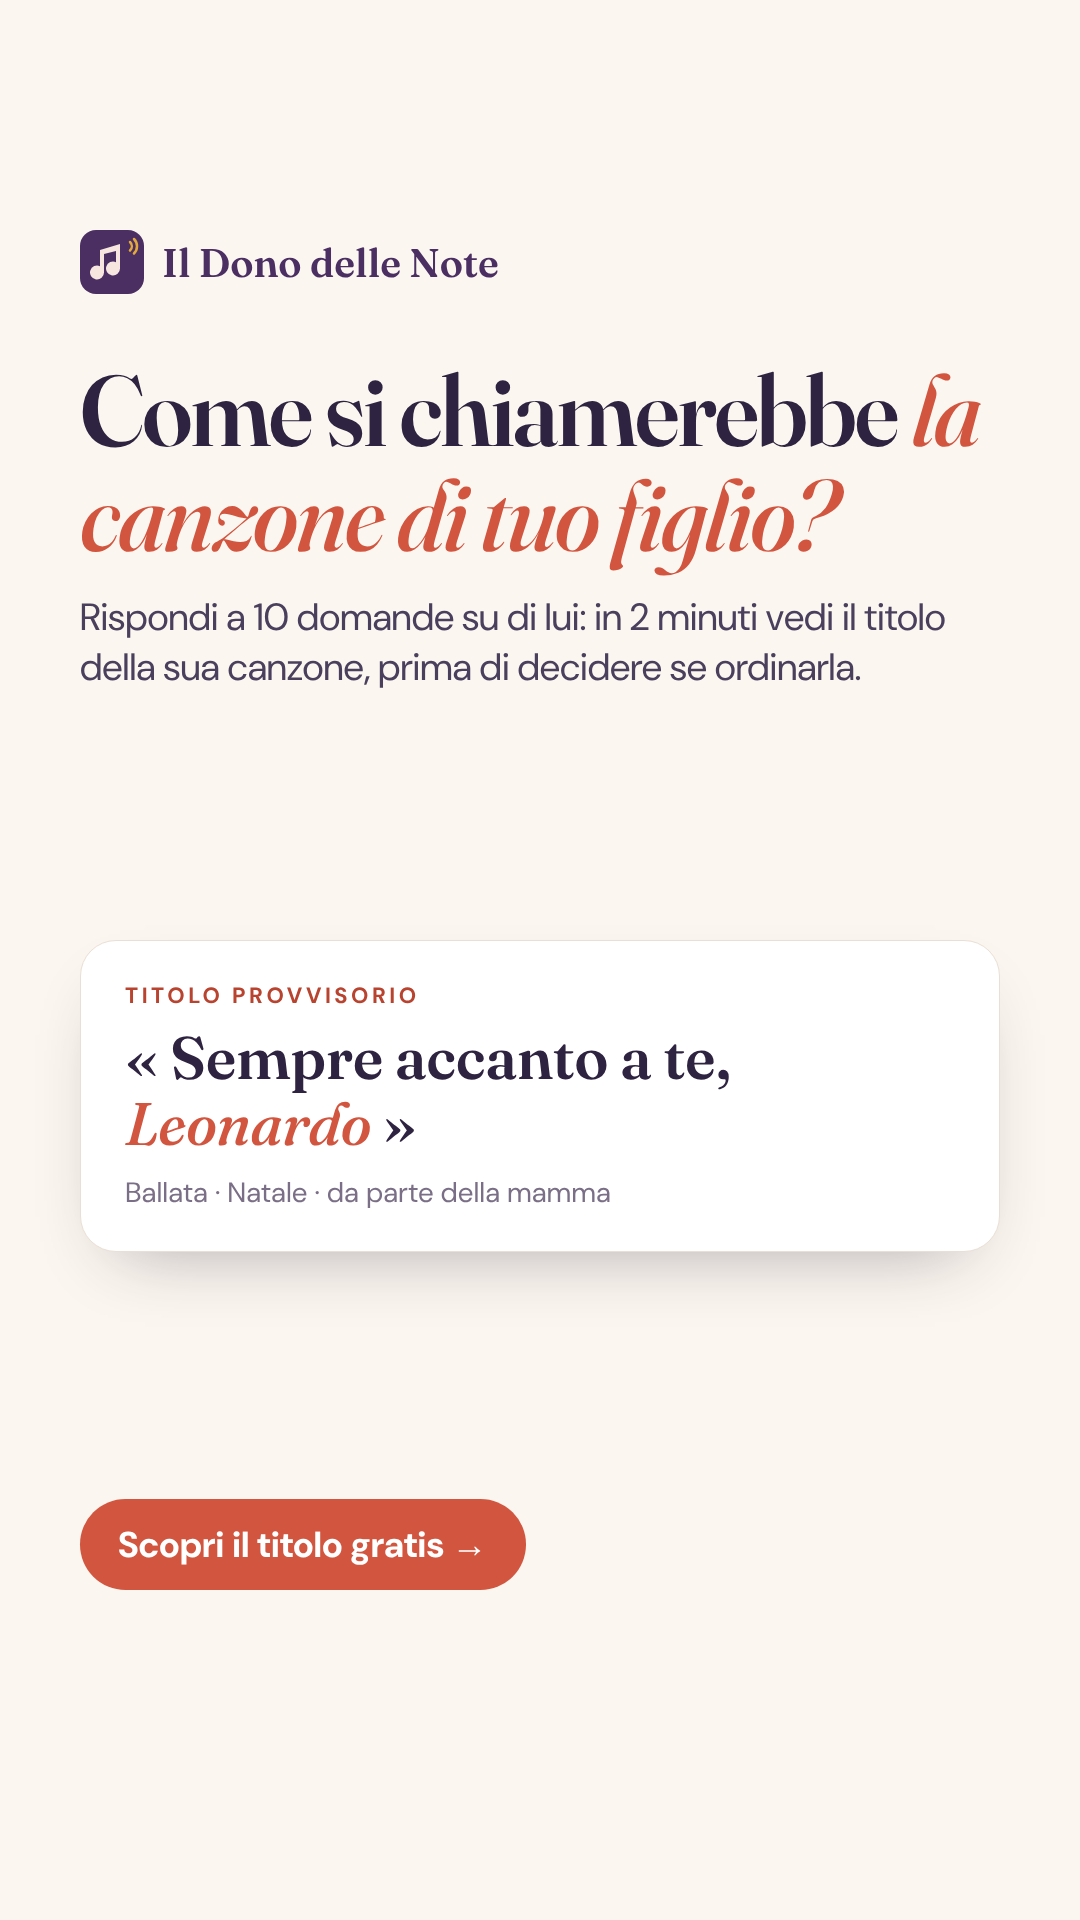 Il Dono delle Note
Come si chiamerebbe la
canzone di tuo figlio?
Rispondi a 10 domande su di lui: in 2 minuti vedi il titolo
della sua canzone, prima di decidere se ordinarla.
TITOLO PROVVISORIO
« Sempre accanto a te,
Leonardo »
Ballata · Natale · da parte della mamma
Scopri il titolo gratis →